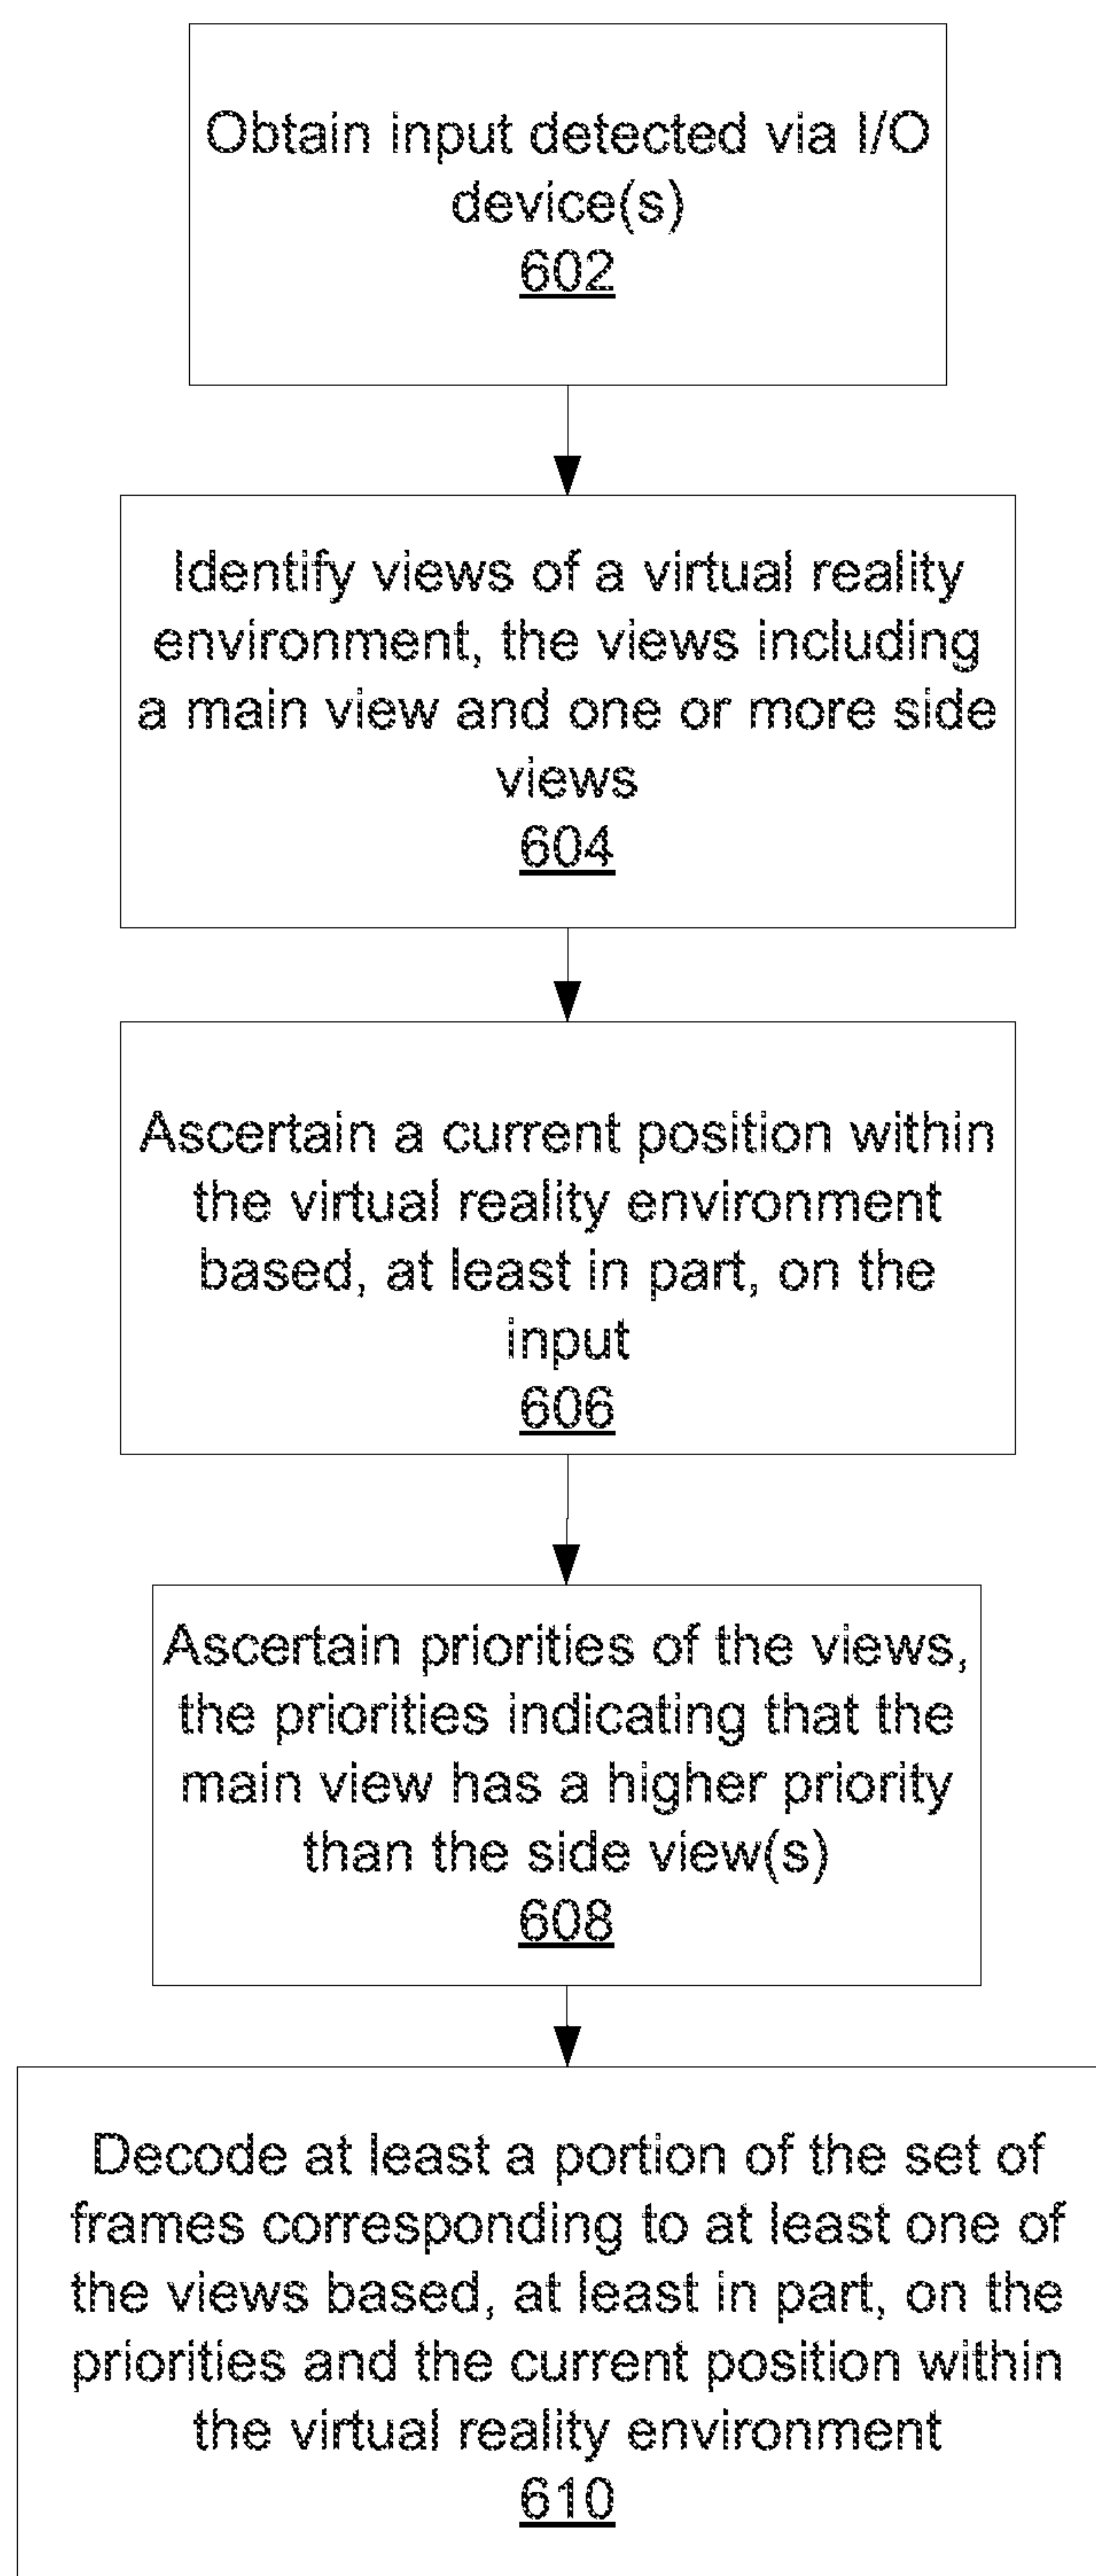 Obtain input detected via I/O
device(s)
602
Identify views of a virtual reality
environment, the views including
a main view and one or more side
views
604
Ascertain a current position within
the virtual reality environment
based, at least in part, on the
input
606
Ascertain priorities of the views,
the priorities indicating that the
main view has a higher priority
than the side view(s)
608
Decode at least a portion of the set of
frames corresponding to at least one of
the views based, at least in part, on the
priorities and the current position within
the virtual reality environment
610